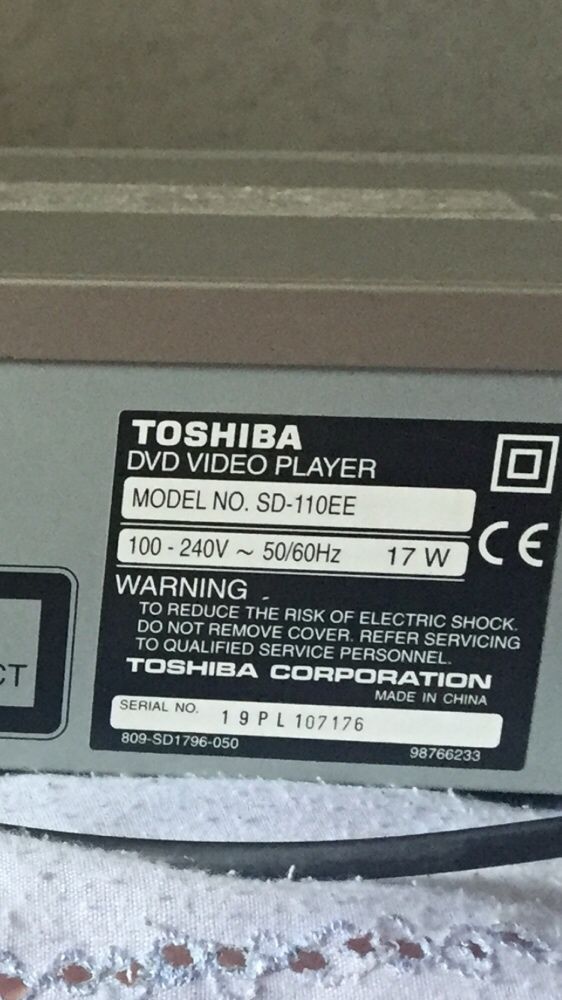 TOSHIBA
DVD VIDEO PLAYER
MODEL NO. SD-110EE
100 - 240V ~ 50/60Hz 17 W
CE
WARNING
TO REDUCE THE RISK OF ELECTRIC SHOCK.
DO NOT REMOVE COVER. REFER SERVICING
TO QUALIFIED SERVICE PERSONNEL.
TOSHIBA CORPORATION
MADE IN CHINA
SERIAL NO. 19PL107176
809-SD1796-050 98766233
CT